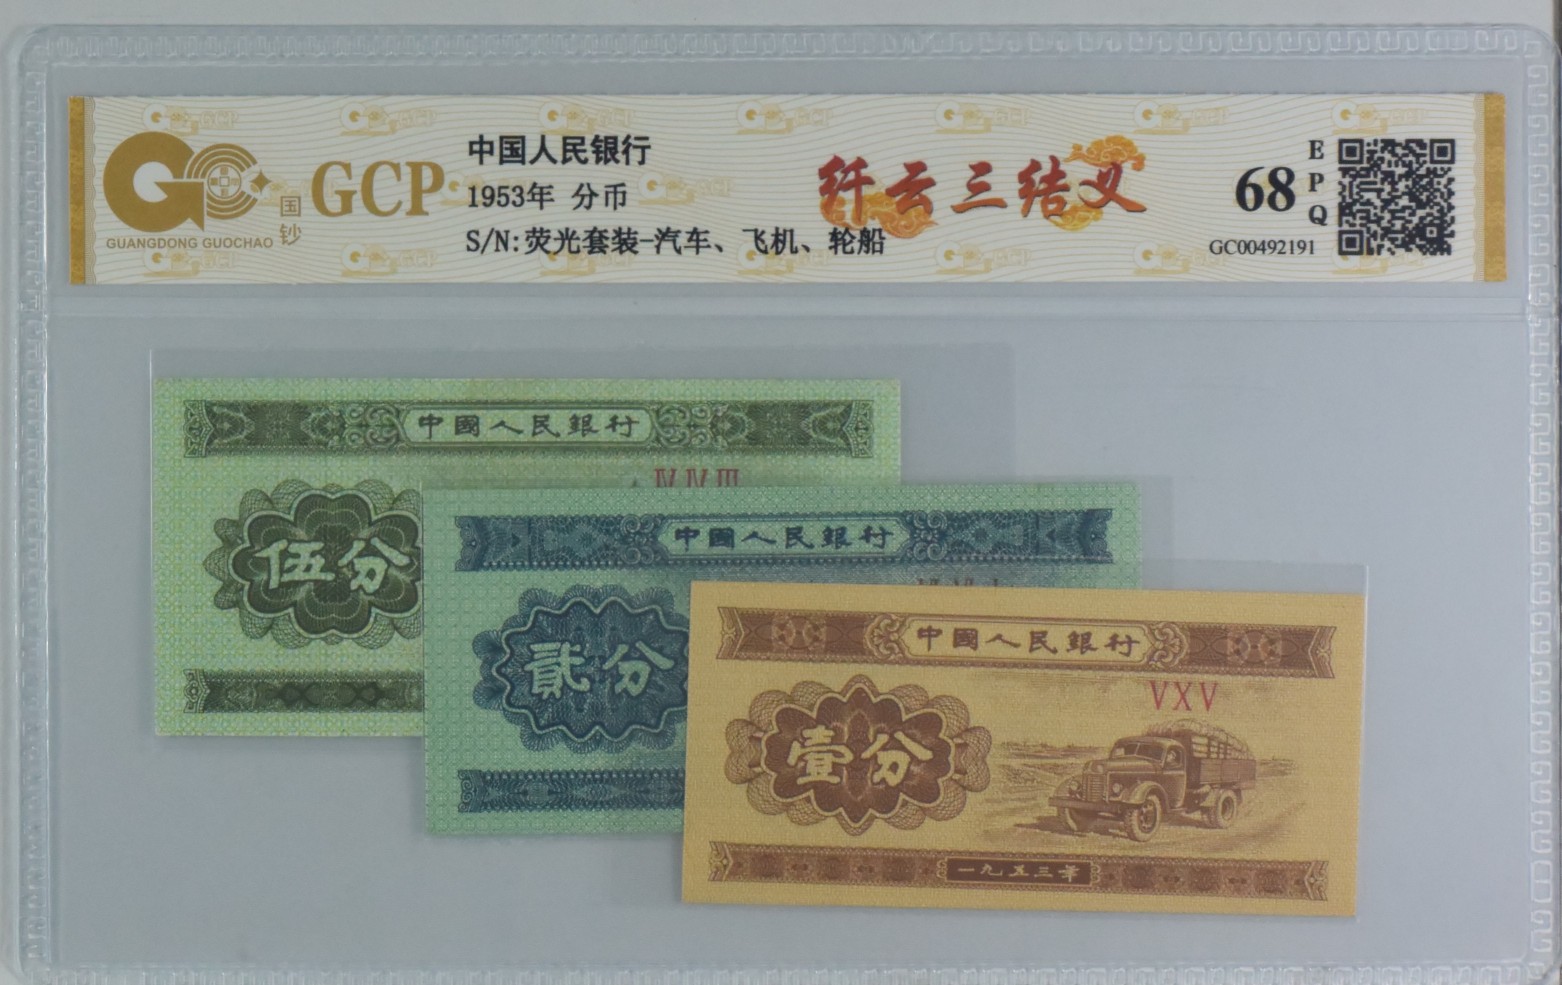 GUANGDONG GUOCHAO
国钞
GCP
中国人民银行
1953年 分币
S/N:荧光套装-汽车、飞机、轮船
纤云三结义
68
EPQ
GC00492191
中國人民銀行
IV IV III
伍分
中國人民銀行
貳分
中國人民銀行
VXV
壹分
一九五三年